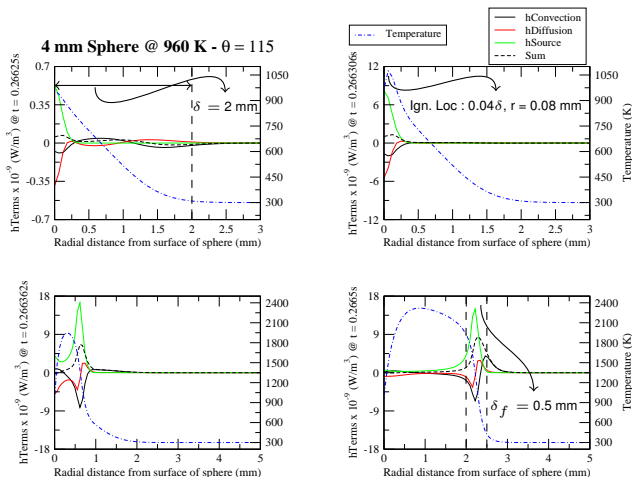 4 mm Sphere @ 960 K - θ = 115
Temperature
hConvection
hDiffusion
hSource
Sum
hTerms x 10^-9 (W/m^3) @ t = 0.26625s
0.7
0.35
0
-0.35
-0.7
δ = 2 mm
1050
900
750
600
450
300
0 0.5 1 1.5 2 2.5 3
Radial distance from surface of sphere (mm)
hTerms x 10^-9 (W/m^3) @ t = 0.266306s
12
8
4
0
-4
-8
-12
Ign. Loc : 0.04δ, r = 0.08 mm
1050
900
750
600
450
300
Temperature (K)
0 0.5 1 1.5 2 2.5 3
Radial distance from surface of sphere (mm)
hTerms x 10^-9 (W/m^3) @ t = 0.266362s
18
9
0
-9
-18
2400
2100
1800
1500
1200
900
600
300
0 1 2 3 4 5
Radial distance from surface of sphere (mm)
hTerms x 10^-9 (W/m^3) @ t = 0.2665s
18
9
0
-9
-18
δ_f = 0.5 mm
2400
2100
1800
1500
1200
900
600
300
Temperature (K)
0 1 2 3 4 5
Radial distance from surface of sphere (mm)